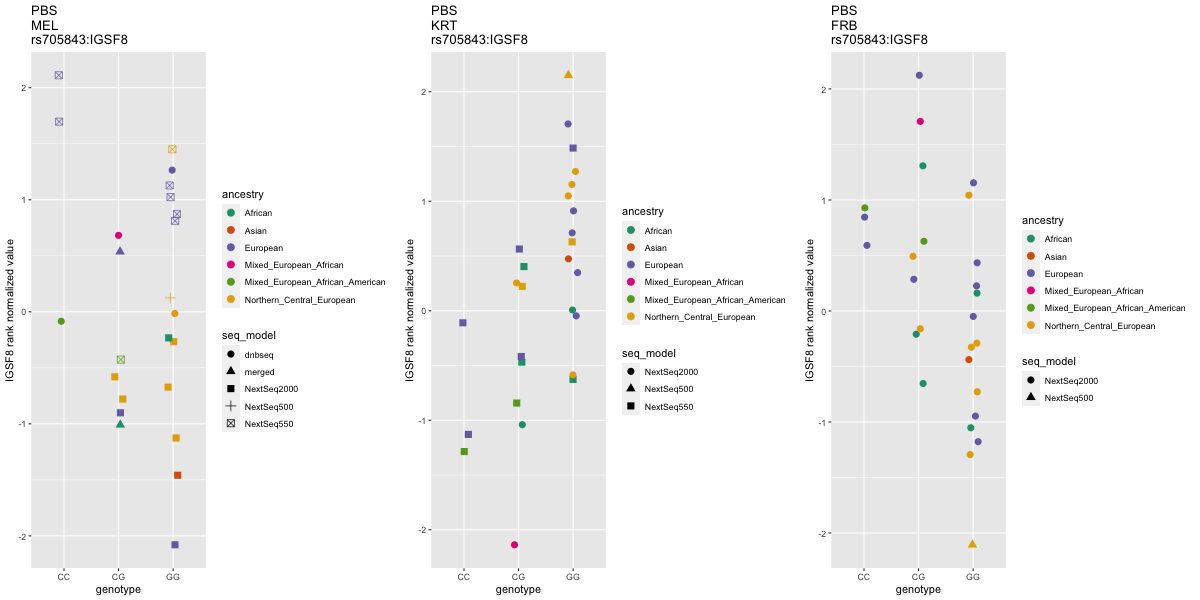 PBS
MEL
rs705843:IGSF8
IGSF8 rank normalized value
2
1
0
-1
-2
CC
CG
GG
genotype
ancestry
African
Asian
European
Mixed_European_African
Mixed_European_African_American
Northern_Central_European
seq_model
dnbseq
merged
NextSeq2000
NextSeq500
NextSeq550
PBS
KRT
rs705843:IGSF8
IGSF8 rank normalized value
2
1
0
-1
-2
CC
CG
GG
genotype
ancestry
African
Asian
European
Mixed_European_African
Mixed_European_African_American
Northern_Central_European
seq_model
NextSeq2000
NextSeq500
NextSeq550
PBS
FRB
rs705843:IGSF8
IGSF8 rank normalized value
2
1
0
-1
-2
CC
CG
GG
genotype
ancestry
African
Asian
European
Mixed_European_African
Mixed_European_African_American
Northern_Central_European
seq_model
NextSeq2000
NextSeq500